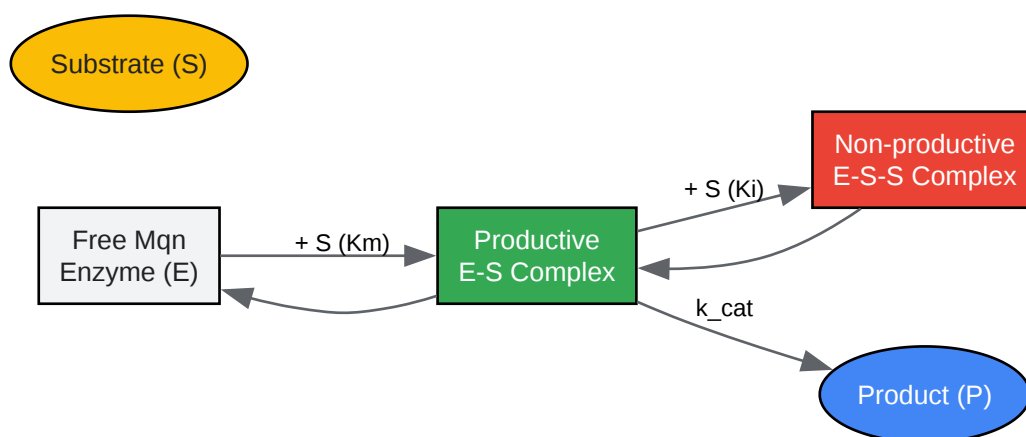 Substrate (S)
Non-productive
E-S-S Complex
+ S (Ki)
Free Mqn
Enzyme (E)
+ S (Km)
Productive
E-S Complex
k_cat
Product (P)